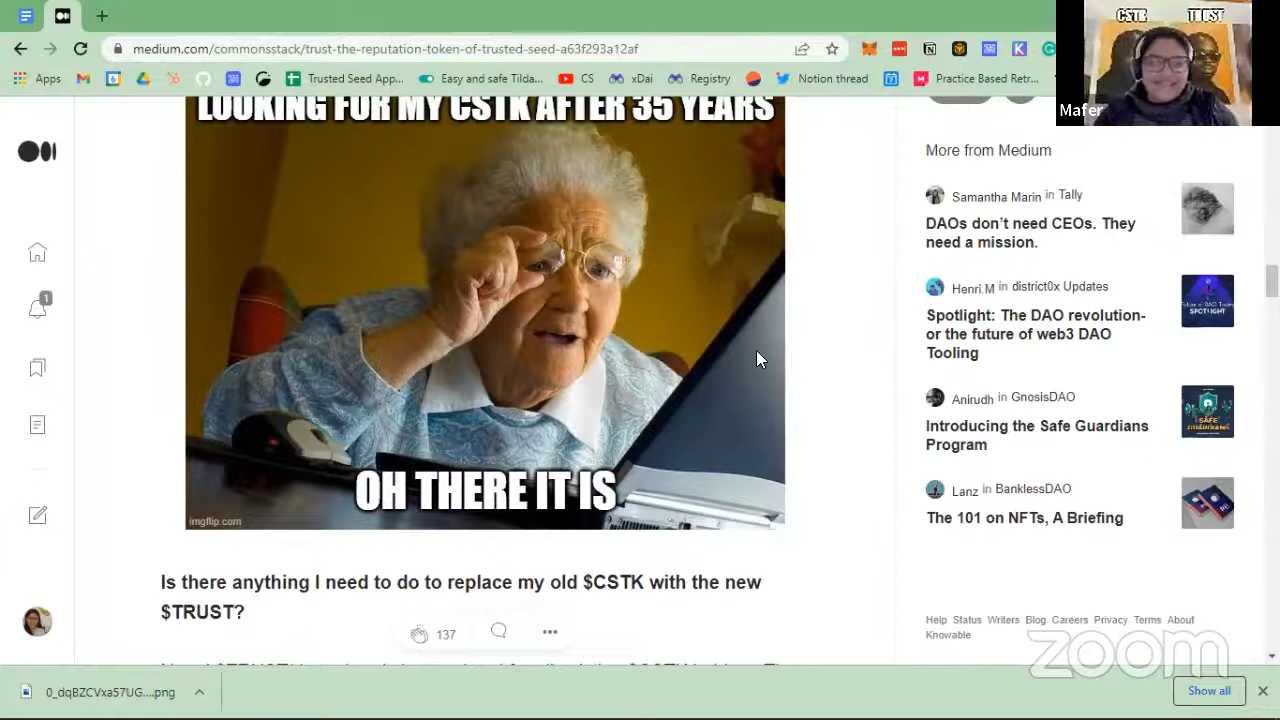 medium.com/commonsstack/trust-the-reputation-token-of-trusted-seed-a63f293a12af
Apps
Trusted Seed App...
Easy and safe Tilda...
CS
xDai
Registry
Notion thread
Practice Based Retr...
CSTK TRUST
Mafer
LOOKING FOR MY CSTK AFTER 35 YEARS
OH THERE IT IS
imgflip.com
Is there anything I need to do to replace my old $CSTK with the new
$TRUST?
137
1
More from Medium
Samantha Marin in Tally
DAOs don't need CEOs. They
need a mission.
Henri.M in district0x Updates
Spotlight: The DAO revolution-
or the future of web3 DAO
Tooling
Anirudh in GnosisDAO
Introducing the Safe Guardians
Program
Lanz in BanklessDAO
The 101 on NFTs, A Briefing
Help Status Writers Blog Careers Privacy Terms About
Knowable
zoom
0_dqBZCVxa57UG....png
Show all